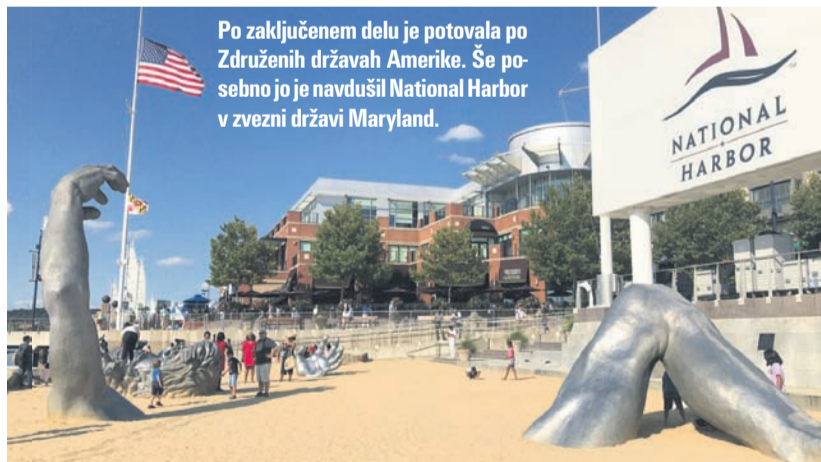 Po zaključenem delu je potovala po
Združenih državah Amerike. Še po-
sebno jo je navdušil National Harbor
v zvezni državi Maryland.
NATIONAL
HARBOR